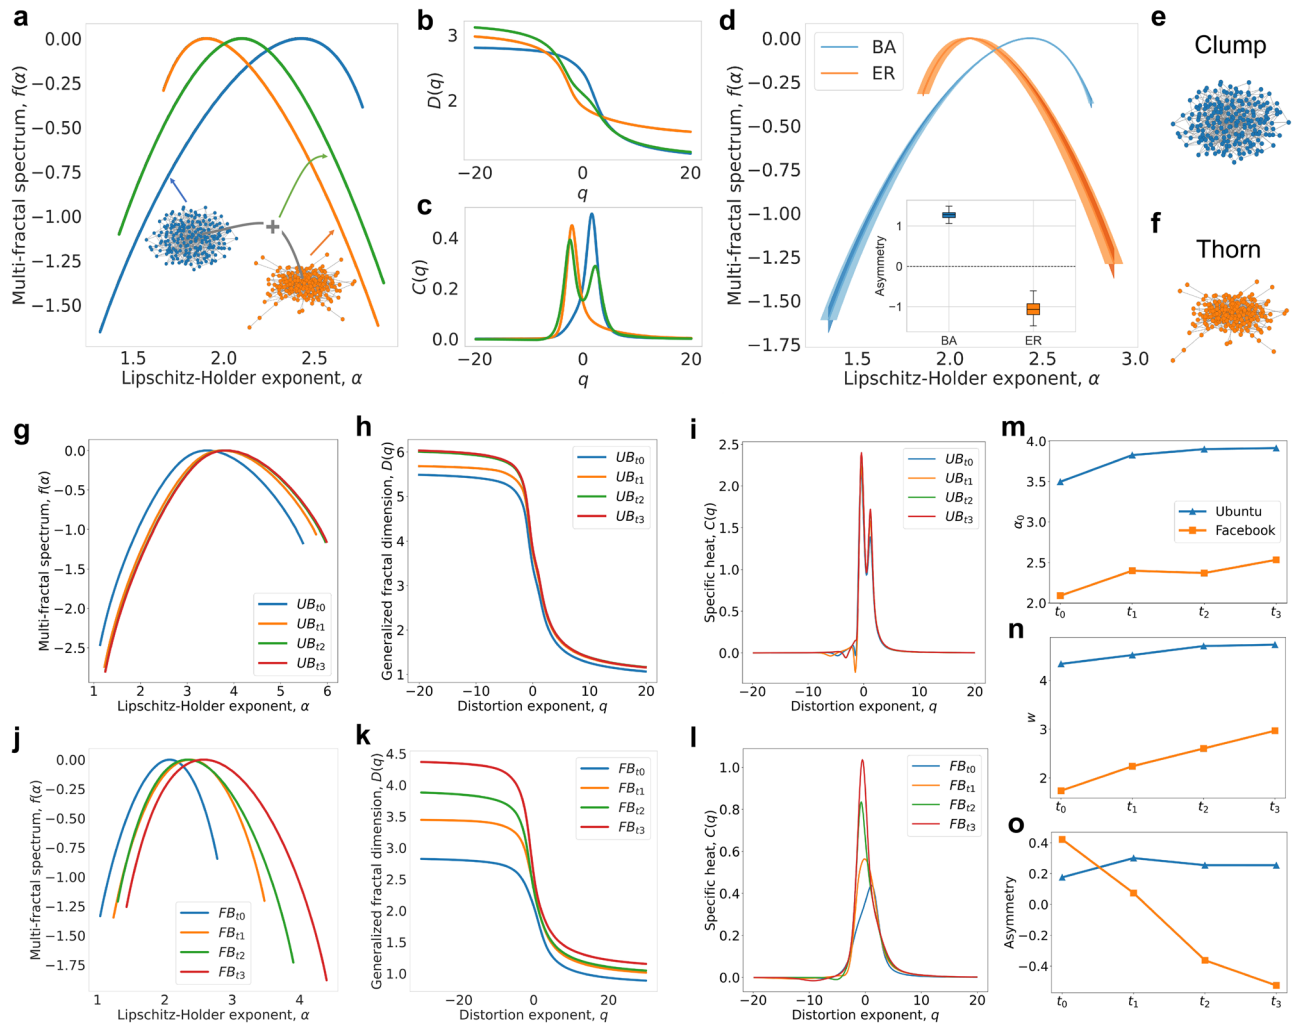 a
Multi-fractal spectrum, f(α)
0.00
−0.25
−0.50
−0.75
−1.00
−1.25
−1.50
1.5
2.0
2.5
Lipschitz-Holder exponent, α
b
D(q)
3
2
−20
0
20
q
c
C(q)
0.4
0.2
0.0
−20
0
20
q
d
Multi-fractal spectrum, f(α)
0.00
−0.25
−0.50
−0.75
−1.00
−1.25
−1.50
−1.75
BA
ER
Asymmetry
1
0
−1
BA
ER
1.5
2.0
2.5
3.0
Lipschitz-Holder exponent, α
e
Clump
f
Thorn
g
Multi-fractal spectrum, f(α)
0.0
−0.5
−1.0
−1.5
−2.0
−2.5
UBt0
UBt1
UBt2
UBt3
1
2
3
4
5
6
Lipschitz-Holder exponent, α
h
Generalized fractal dimension, D(q)
6
5
4
3
2
1
UBt0
UBt1
UBt2
UBt3
−20
−10
0
10
20
Distortion exponent, q
i
Specific heat, C(q)
2.5
2.0
1.5
1.0
0.5
0.0
UBt0
UBt1
UBt2
UBt3
−20
−10
0
10
20
Distortion exponent, q
m
α0
4.0
3.5
3.0
2.5
2.0
Ubuntu
Facebook
t0
t1
t2
t3
n
w
4
3
2
t0
t1
t2
t3
j
Multi-fractal spectrum, f(α)
0.00
−0.25
−0.50
−0.75
−1.00
−1.25
−1.50
−1.75
FBt0
FBt1
FBt2
FBt3
1
2
3
4
Lipschitz-Holder exponent, α
k
Generalized fractal dimension, D(q)
4.5
4.0
3.5
3.0
2.5
2.0
1.5
1.0
FBt0
FBt1
FBt2
FBt3
−20
0
20
Distortion exponent, q
l
Specific heat, C(q)
1.0
0.8
0.6
0.4
0.2
0.0
FBt0
FBt1
FBt2
FBt3
−20
−10
0
10
20
Distortion exponent, q
o
Asymmetry
0.4
0.2
0.0
−0.2
−0.4
t0
t1
t2
t3